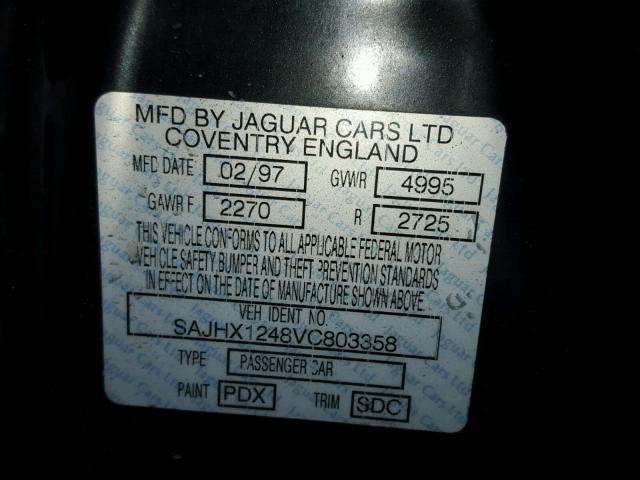 MFD BY JAGUAR CARS LTD
COVENTRY ENGLAND
MFD DATE 02/97 GVWR 4995
GAWR F 2270 R 2725
THIS VEHICLE CONFORMS TO ALL APPLICABLE FEDERAL MOTOR
VEHICLE SAFETY, BUMPER AND THEFT PREVENTION STANDARDS
IN EFFECT ON THE DATE OF MANUFACTURE SHOWN ABOVE
VEH IDENT NO.
SAJHX1248VC803358
TYPE PASSENGER CAR
PAINT PDX TRIM SDC